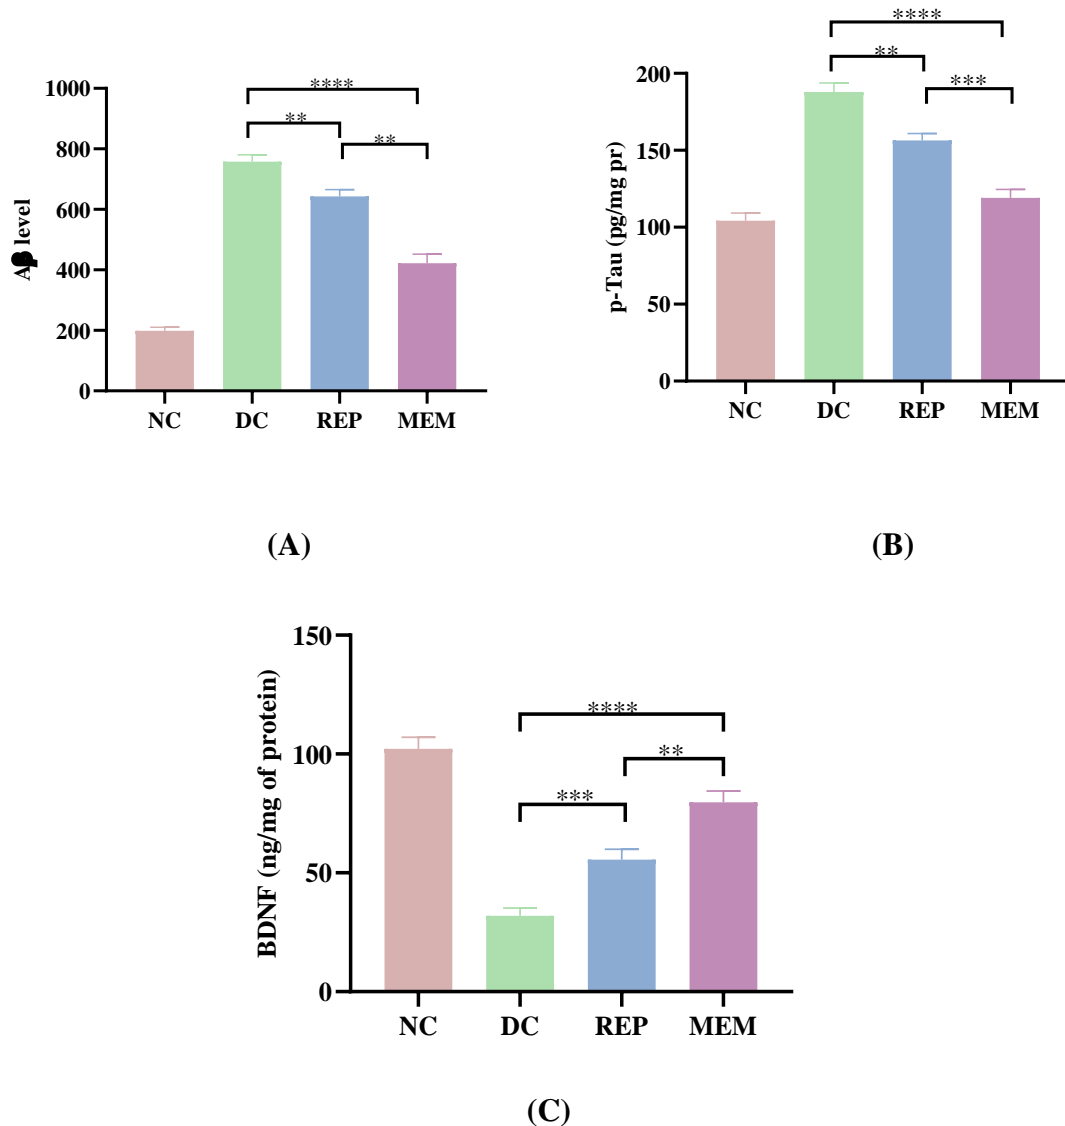 ****
1000
**
**
800
600
400
200
0
Aβ level
NC DC REP MEM
(A)
****
**
***
200
150
100
50
0
p-Tau (pg/mg pr)
NC DC REP MEM
(B)
150
****
**
***
100
50
0
BDNF (ng/mg of protein)
NC DC REP MEM
(C)